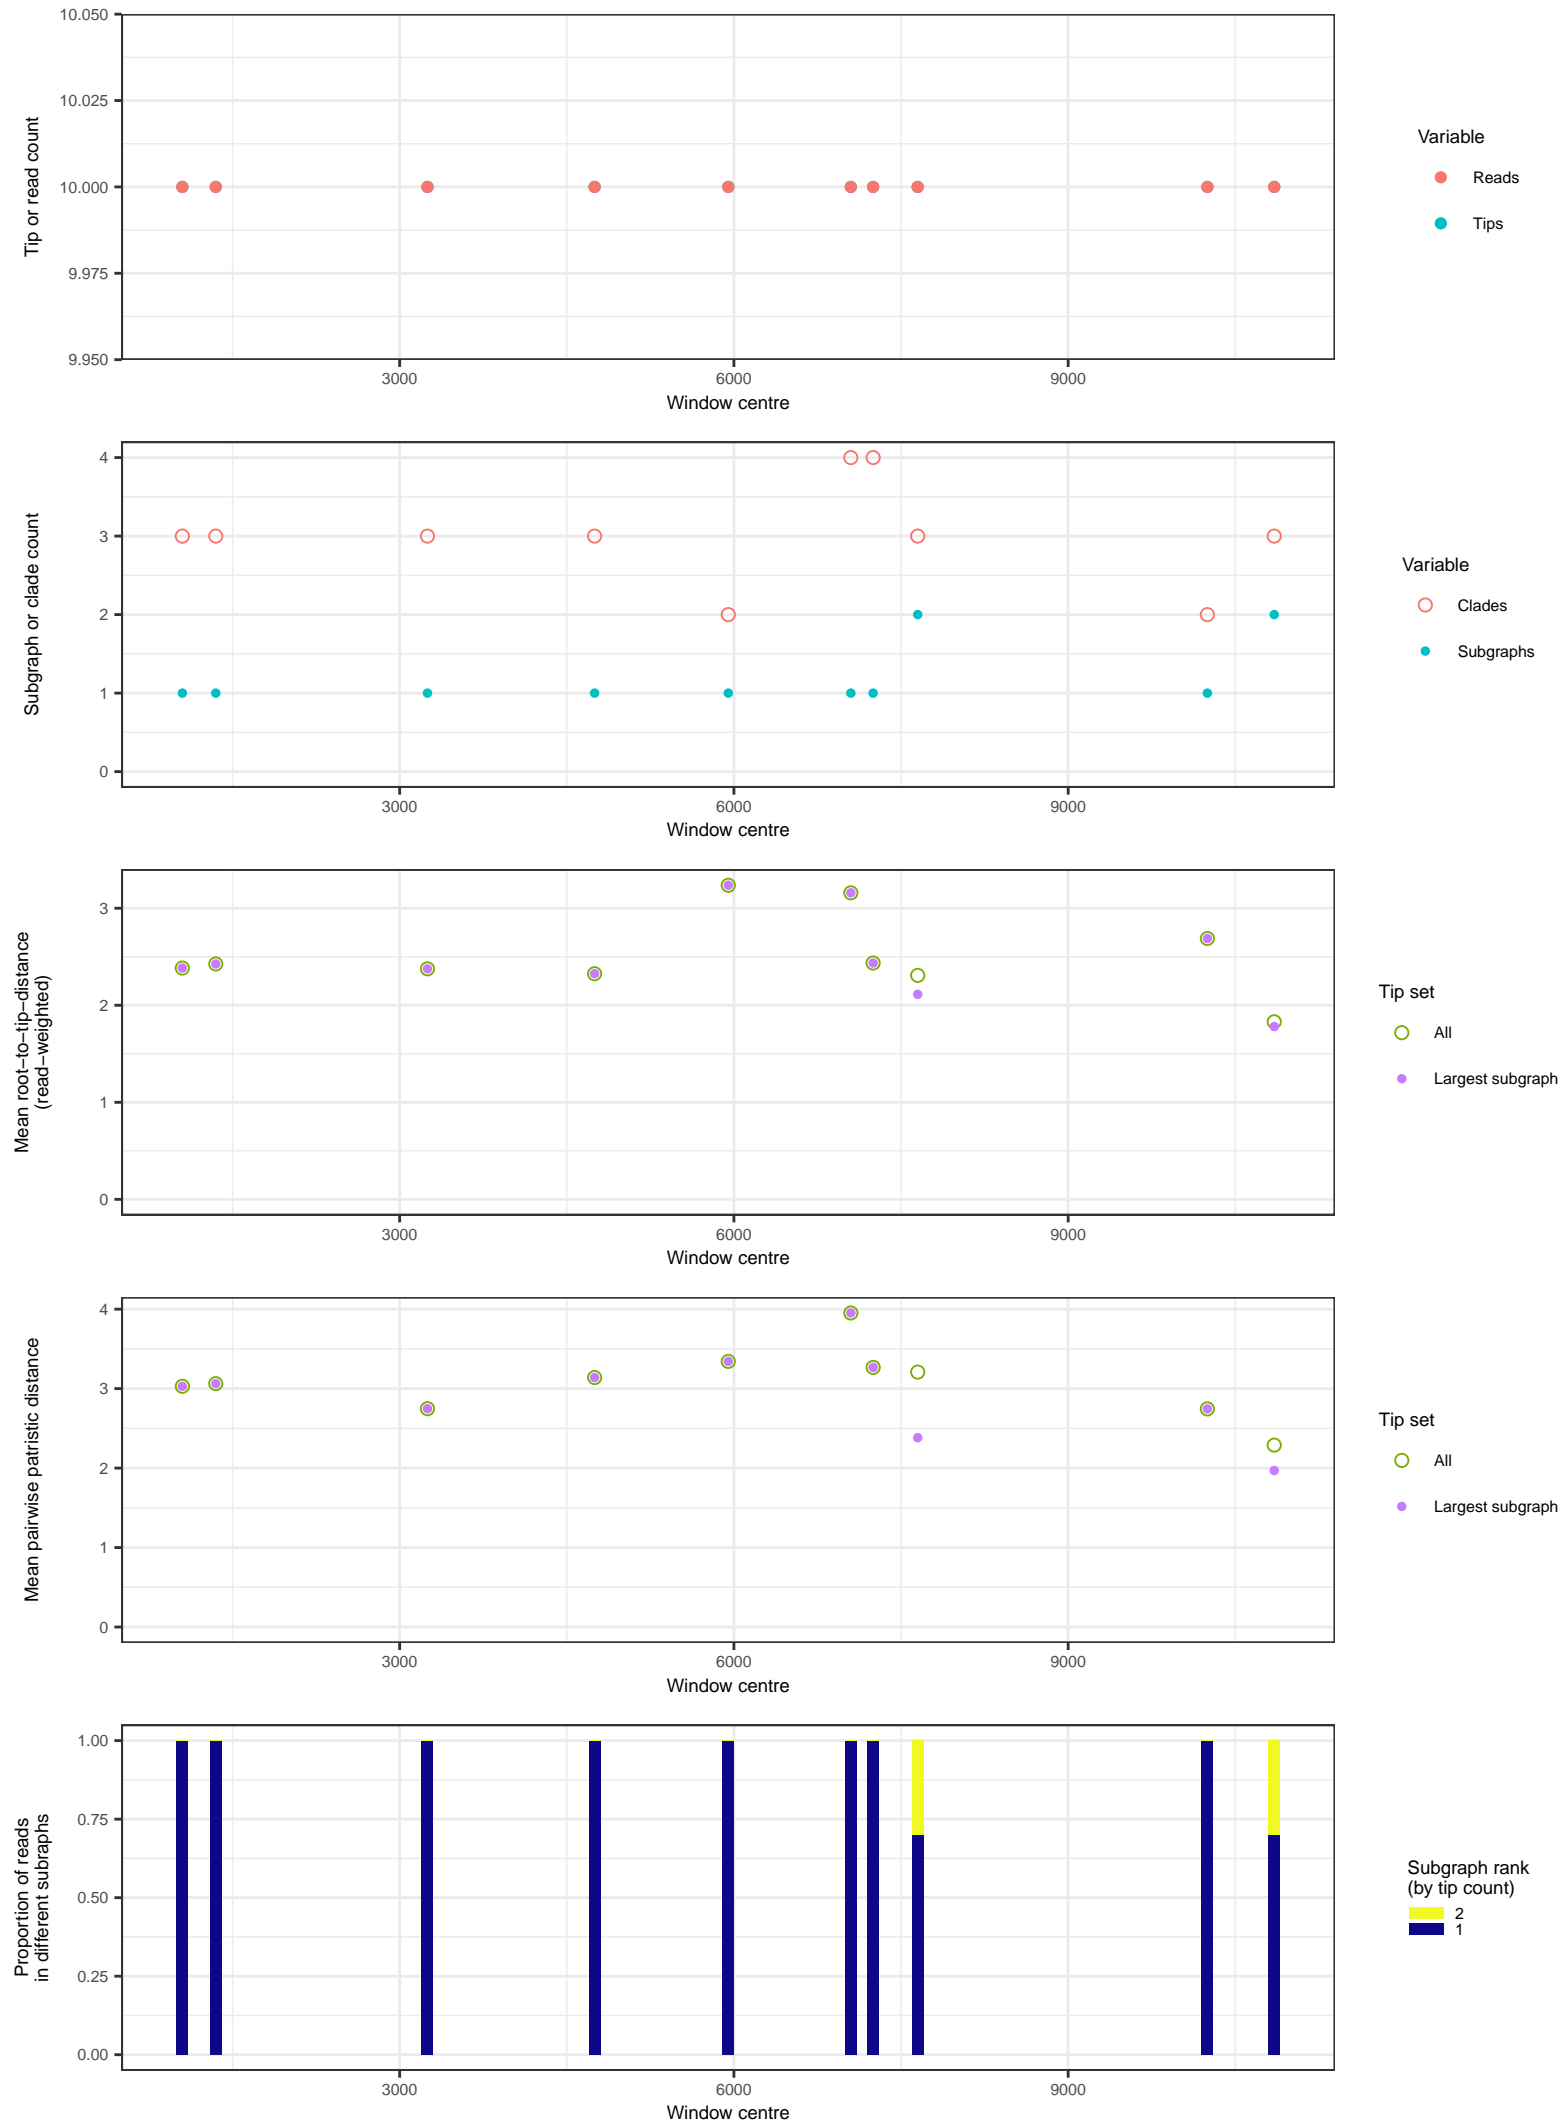 10.050
10.025
10.000
9.975
9.950
Tip or read count
3000
6000
9000
Window centre
Variable
Reads
Tips
4
3
2
1
0
Subgraph or clade count
3000
6000
9000
Window centre
Variable
Clades
Subgraphs
3
2
1
0
Mean root−to−tip−distance
(read−weighted)
3000
6000
9000
Window centre
Tip set
All
Largest subgraph
4
3
2
1
0
Mean pairwise patristic distance
3000
6000
9000
Window centre
Tip set
All
Largest subgraph
1.00
0.75
0.50
0.25
0.00
Proportion of reads
in different subraphs
3000
6000
9000
Window centre
Subgraph rank
(by tip count)
2
1